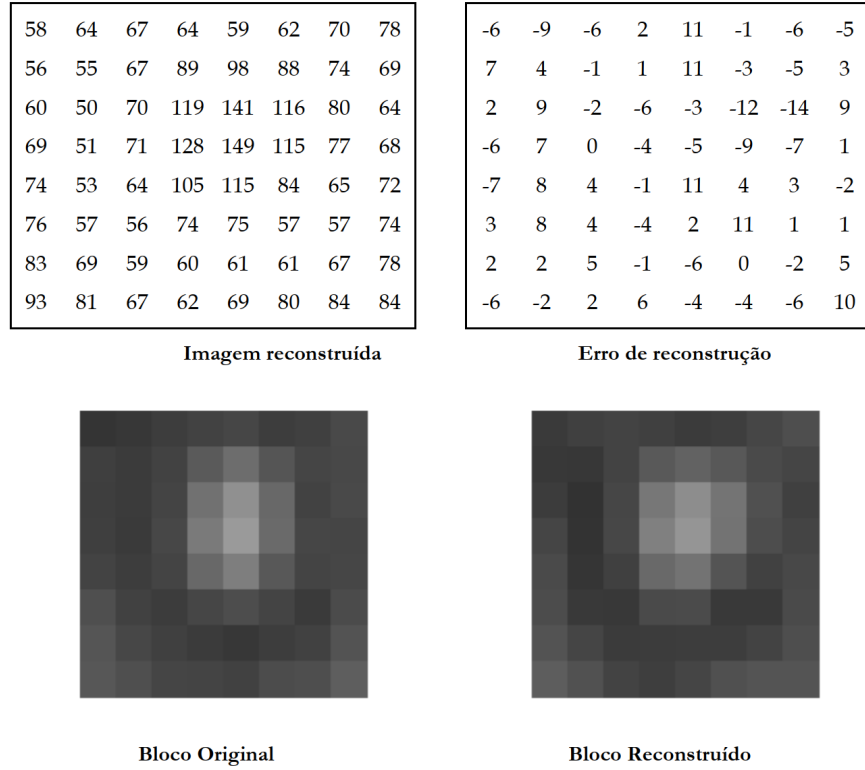 58 64 67 64 59 62 70 78
56 55 67 89 98 88 74 69
60 50 70 119 141 116 80 64
69 51 71 128 149 115 77 68
74 53 64 105 115 84 65 72
76 57 56 74 75 57 57 74
83 69 59 60 61 61 67 78
93 81 67 62 69 80 84 84
Imagem reconstruída
-6 -9 -6 2 11 -1 -6 -5
7 4 -1 1 11 -3 -5 3
2 9 -2 -6 -3 -12 -14 9
-6 7 0 -4 -5 -9 -7 1
-7 8 4 -1 11 4 3 -2
3 8 4 -4 2 11 1 1
2 2 5 -1 -6 0 -2 5
-6 -2 2 6 -4 -4 -6 10
Erro de reconstrução
Bloco Original
Bloco Reconstruído